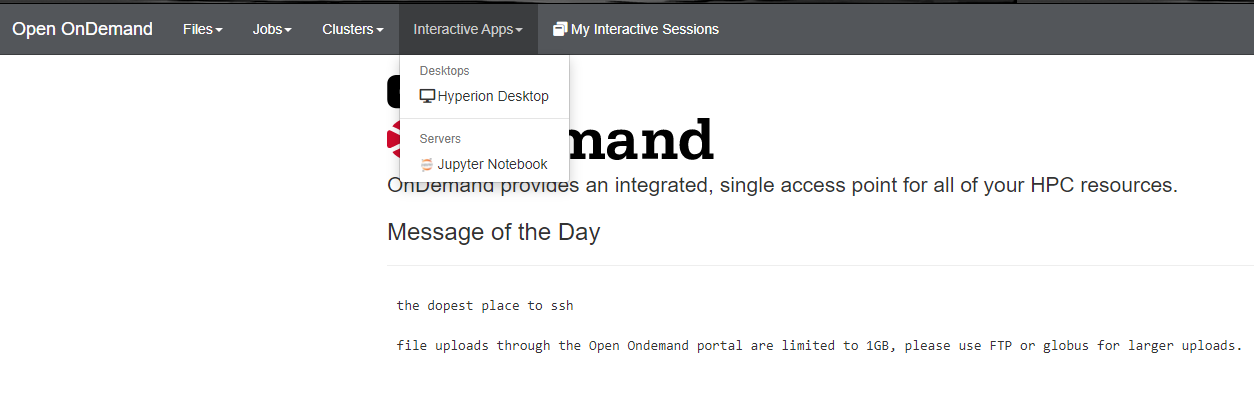 Open OnDemand Files Jobs Clusters Interactive Apps My Interactive Sessions
Desktops
Hyperion Desktop
Servers
Jupyter Notebook
mand
OnDemand provides an integrated, single access point for all of your HPC resources.
Message of the Day
the dopest place to ssh
file uploads through the Open Ondemand portal are limited to 1GB, please use FTP or globus for larger uploads.